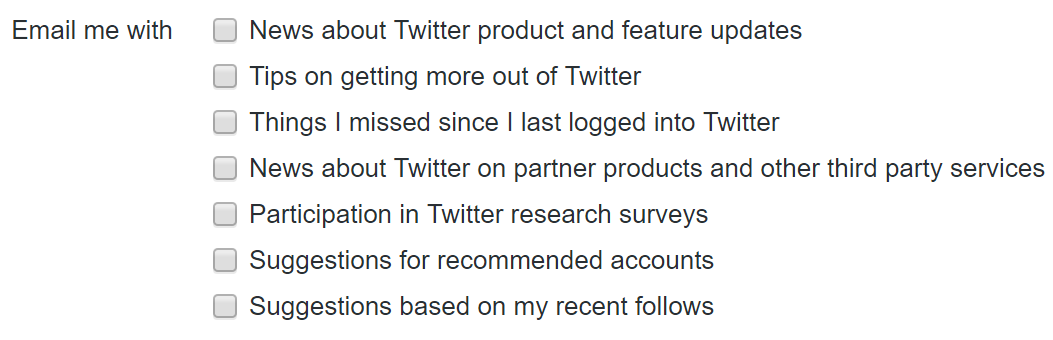 Email me with News about Twitter product and feature updates
Tips on getting more out of Twitter
Things I missed since I last logged into Twitter
News about Twitter on partner products and other third party services
Participation in Twitter research surveys
Suggestions for recommended accounts
Suggestions based on my recent follows